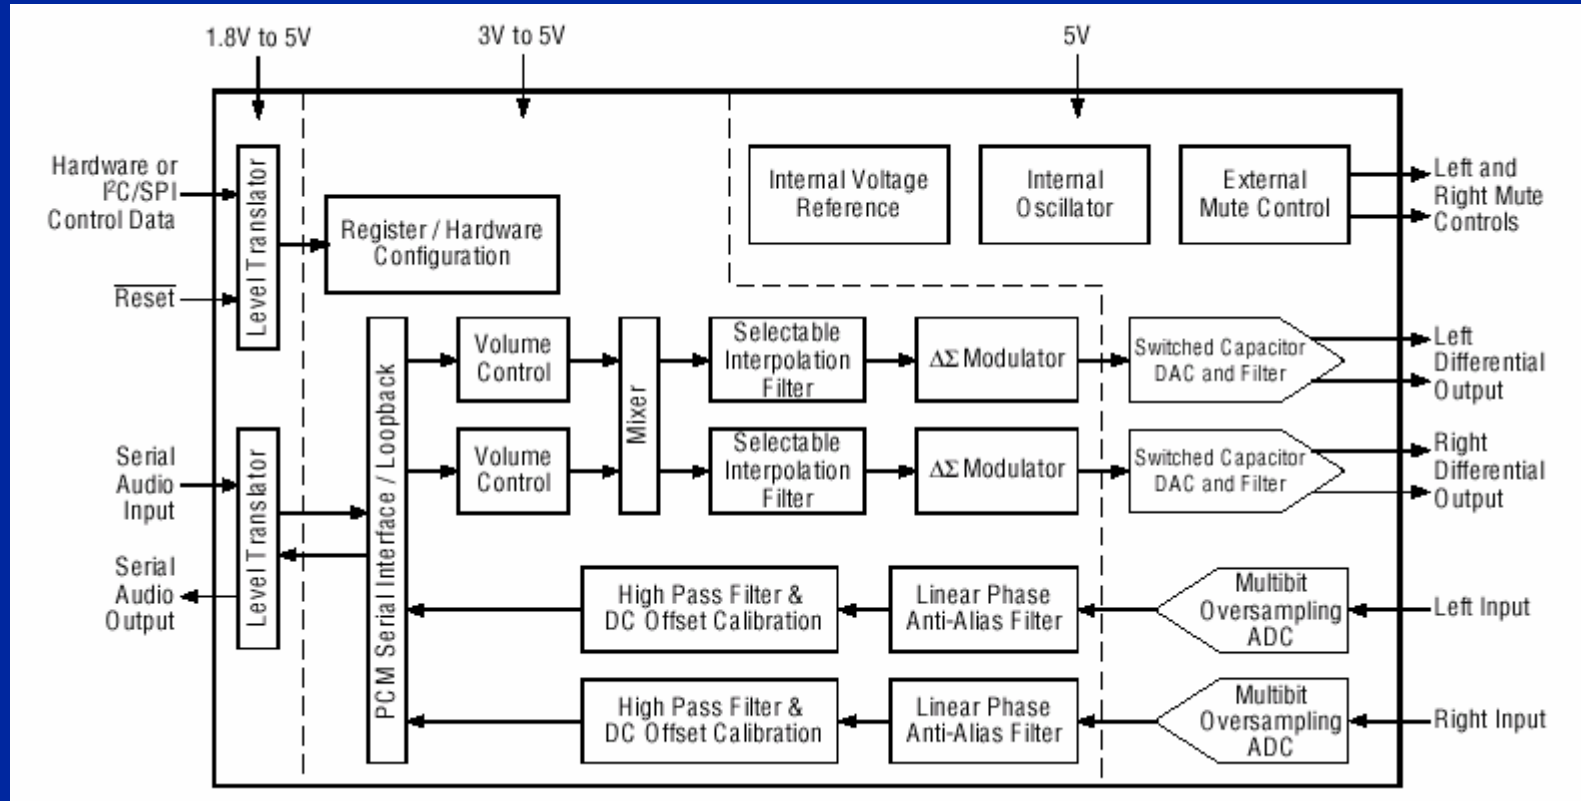 1.8V to 5V
3V to 5V
5V
Hardware or
I²C/SPI
Control Data
Reset
Level Translator
Register / Hardware
Configuration
Internal Voltage
Reference
Internal
Oscillator
External
Mute Control
Left and
Right Mute
Controls
PCM Serial Interface / Loopback
Volume
Control
Mixer
Selectable
Interpolation
Filter
ΔΣ Modulator
Switched Capacitor
DAC and Filter
Left
Differential
Output
Volume
Control
Selectable
Interpolation
Filter
ΔΣ Modulator
Switched Capacitor
DAC and Filter
Right
Differential
Output
Serial
Audio
Input
Serial
Audio
Output
Level Translator
High Pass Filter &
DC Offset Calibration
Linear Phase
Anti-Alias Filter
Multibit
Oversampling
ADC
Left Input
High Pass Filter &
DC Offset Calibration
Linear Phase
Anti-Alias Filter
Multibit
Oversampling
ADC
Right Input